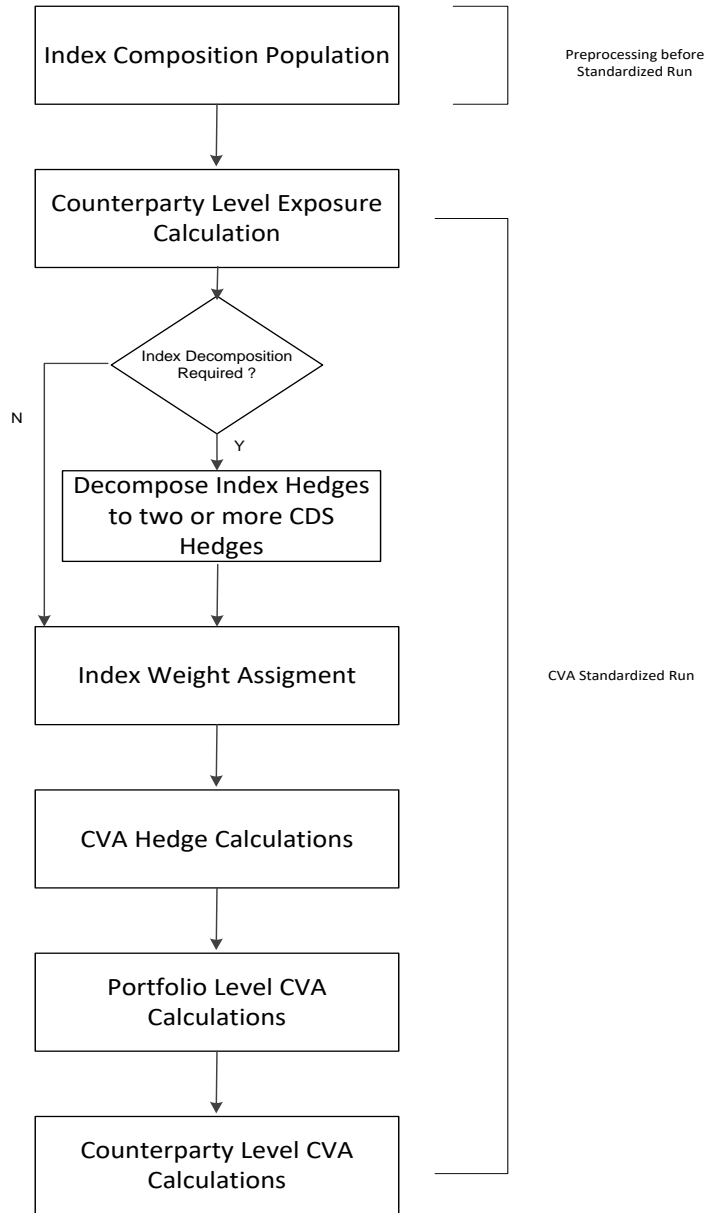 Index Composition Population
Preprocessing before
Standardized Run
Counterparty Level Exposure
Calculation
Index Decomposition
Required ?
N
Y
Decompose Index Hedges
to two or more CDS
Hedges
Index Weight Assigment
CVA Standardized Run
CVA Hedge Calculations
Portfolio Level CVA
Calculations
Counterparty Level CVA
Calculations